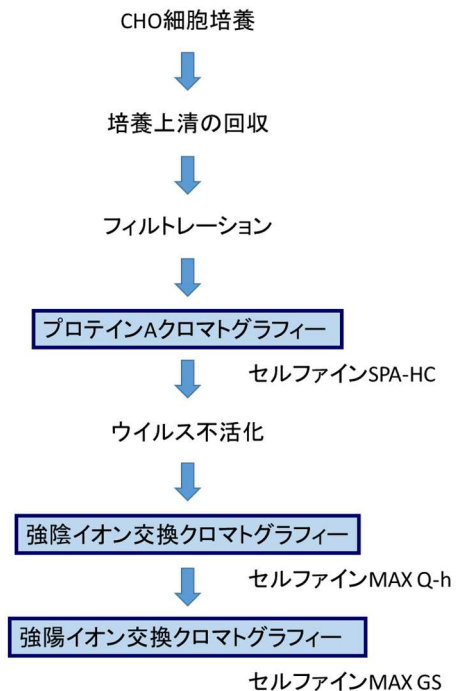 CHO細胞培養
培養上清の回収
フィルトレーション
プロテインAクロマトグラフィー
セルファインSPA-HC
ウイルス不活化
強陰イオン交換クロマトグラフィー
セルファインMAX Q-h
強陽イオン交換クロマトグラフィー
セルファインMAX GS